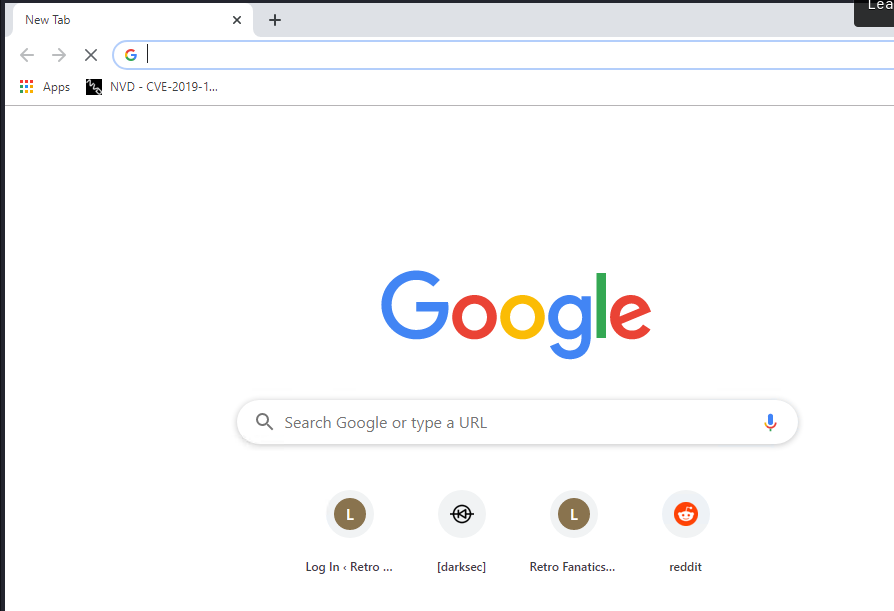 Lea
New Tab
Apps
NVD - CVE-2019-1...
Google
Search Google or type a URL
L
L
Log In ‹ Retro ...
[darksec]
Retro Fanatics...
reddit